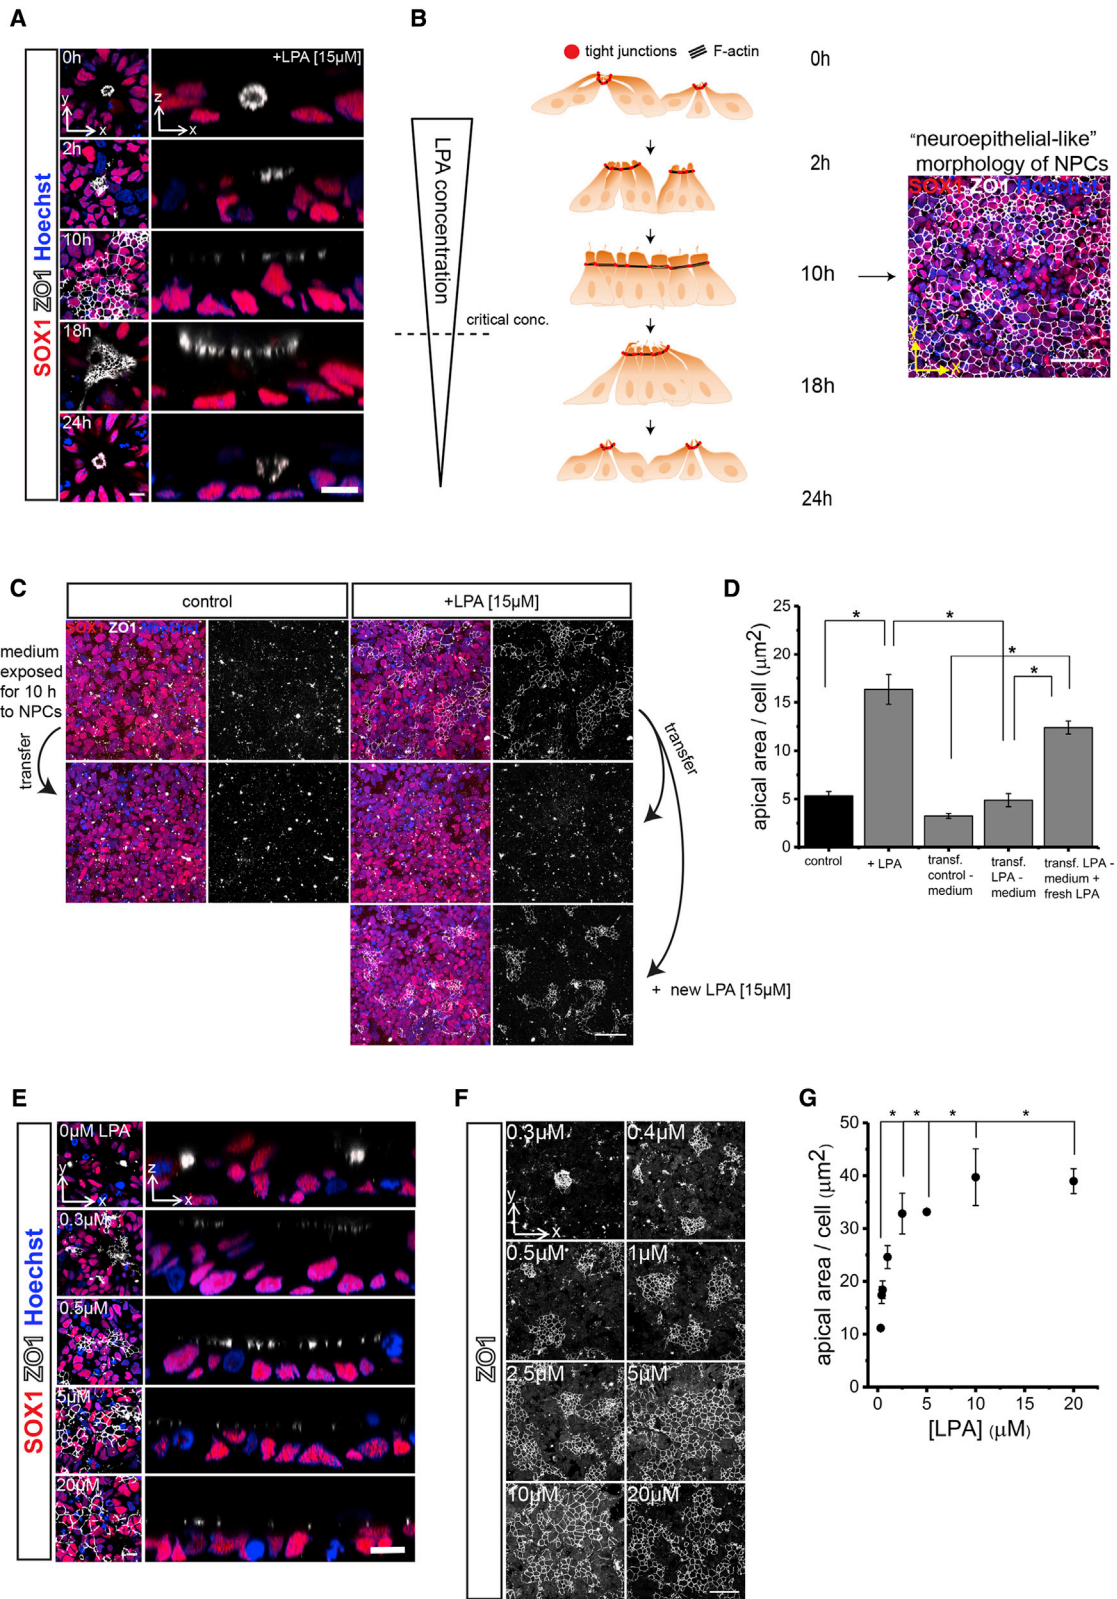 A
SOX1 ZO1 Hoechst
0h
+LPA [15μM]
y
x
z
x
2h
10h
18h
24h
B
tight junctions
F-actin
LPA concentration
critical conc.
0h
2h
10h
18h
24h
"neuroepithelial-like"
morphology of NPCs
SOX1 ZO1 Hoechst
y
x
C
control
+LPA [15μM]
SOX1 ZO1 Hoechst
medium
exposed
for 10 h
to NPCs
transfer
transfer
+ new LPA [15μM]
D
apical area / cell (μm2)
25
20
15
10
5
0
*
*
*
*
control
+ LPA
transf.
control -
medium
transf.
LPA -
medium
transf. LPA -
medium +
fresh LPA
E
SOX1 ZO1 Hoechst
0μM LPA
y
x
z
x
0.3μM
0.5μM
5μM
20μM
F
ZO1
0.3μM
0.4μM
y
x
0.5μM
1μM
2.5μM
5μM
10μM
20μM
G
apical area / cell (μm2)
50
40
30
20
10
0
* * * *
0 5 10 15 20
[LPA] (μM)